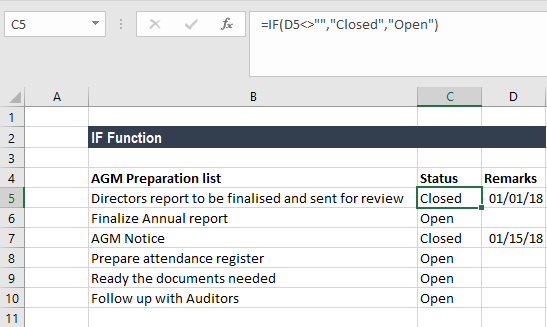 C5 fx =IF(D5<>"","Closed","Open")
A B C D
1
2 IF Function
3
4 AGM Preparation list Status Remarks
5 Directors report to be finalised and sent for review Closed 01/01/18
6 Finalize Annual report Open
7 AGM Notice Closed 01/15/18
8 Prepare attendance register Open
9 Ready the documents needed Open
10 Follow up with Auditors Open
11